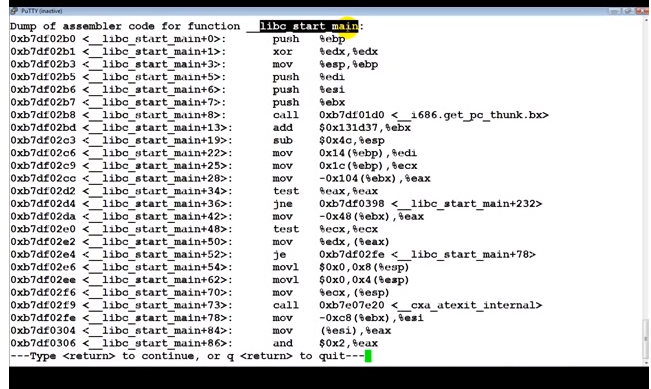 PuTTY (inactive)
Dump of assembler code for function __libc_start_main:
0xb7df02b0 <__libc_start_main+0>: push %ebp
0xb7df02b1 <__libc_start_main+1>: xor %edx,%edx
0xb7df02b3 <__libc_start_main+3>: mov %esp,%ebp
0xb7df02b5 <__libc_start_main+5>: push %edi
0xb7df02b6 <__libc_start_main+6>: push %esi
0xb7df02b7 <__libc_start_main+7>: push %ebx
0xb7df02b8 <__libc_start_main+8>: call 0xb7df01d0 <__i686.get_pc_thunk.bx>
0xb7df02bd <__libc_start_main+13>: add $0x131d37,%ebx
0xb7df02c3 <__libc_start_main+19>: sub $0x4c,%esp
0xb7df02c6 <__libc_start_main+22>: mov 0x14(%ebp),%edi
0xb7df02c9 <__libc_start_main+25>: mov 0x1c(%ebp),%ecx
0xb7df02cc <__libc_start_main+28>: mov -0x104(%ebx),%eax
0xb7df02d2 <__libc_start_main+34>: test %eax,%eax
0xb7df02d4 <__libc_start_main+36>: jne 0xb7df0398 <__libc_start_main+232>
0xb7df02da <__libc_start_main+42>: mov -0x48(%ebx),%eax
0xb7df02e0 <__libc_start_main+48>: test %ecx,%ecx
0xb7df02e2 <__libc_start_main+50>: mov %edx,(%eax)
0xb7df02e4 <__libc_start_main+52>: je 0xb7df02fe <__libc_start_main+78>
0xb7df02e6 <__libc_start_main+54>: movl $0x0,0x8(%esp)
0xb7df02ee <__libc_start_main+62>: movl $0x0,0x4(%esp)
0xb7df02f6 <__libc_start_main+70>: mov %ecx,(%esp)
0xb7df02f9 <__libc_start_main+73>: call 0xb7e07e20 <__cxa_atexit_internal>
0xb7df02fe <__libc_start_main+78>: mov -0xc8(%ebx),%esi
0xb7df0304 <__libc_start_main+84>: mov (%esi),%eax
0xb7df0306 <__libc_start_main+86>: and $0x2,%eax
---Type <return> to continue, or q <return> to quit---